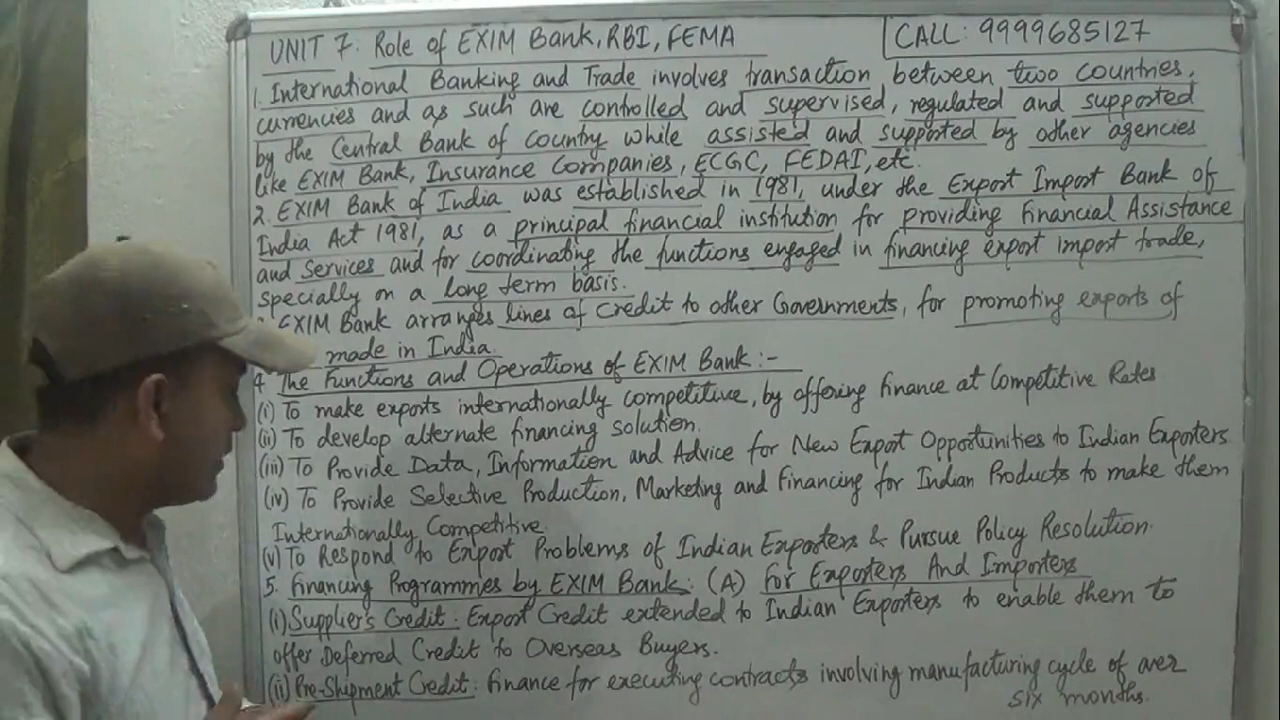 UNIT 7: Role of EXIM Bank, RBI, FEMA
CALL: 9999685127
1. International Banking and Trade involves transaction between two countries,
currencies and as such are controlled and supervised, regulated and supported
by the Central Bank of country while assisted and supported by other agencies
like EXIM Bank, Insurance Companies, ECGC, FEDAI, etc.
2. EXIM Bank of India was established in 1981, under the Export Import Bank of
India Act 1981, as a principal financial institution for providing Financial Assistance
and Services and for coordinating the functions engaged in financing export import trade,
specially on a long term basis.
EXIM Bank arranges lines of credit to other Governments, for promoting exports of
made in India.
4. The Functions and Operations of EXIM Bank:-
(i) To make exports internationally competitive, by offering finance at Competitive Rates
(ii) To develop alternate financing solution.
(iii) To Provide Data, Information and Advice for New Export Opportunities to Indian Exporters
(iv) To Provide Selective Production, Marketing and Financing for Indian Products to make them
Internationally Competitive.
(v) To Respond to Export Problems of Indian Exporters & Pursue Policy Resolution.
5. Financing Programmes by EXIM Bank: (A) For Exporters And Importers
(i) Supplier's Credit: Export Credit extended to Indian Exporters to enable them to
offer Deferred Credit to Overseas Buyers.
(ii) Pre-Shipment Credit: Finance for executing contracts involving manufacturing cycle of over
six months.